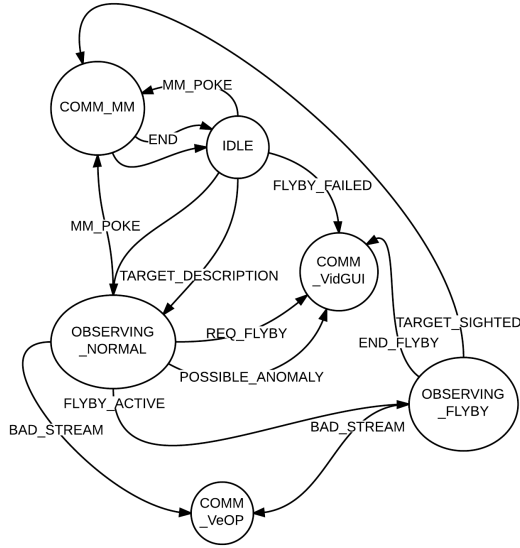 MM_POKE
COMM_MM
END
IDLE
FLYBY_FAILED
MM_POKE
TARGET_DESCRIPTION
COMM
_VidGUI
OBSERVING
_NORMAL
REQ_FLYBY
TARGET_SIGHTED
END_FLYBY
POSSIBLE_ANOMALY
FLYBY_ACTIVE
OBSERVING
_FLYBY
BAD_STREAM
BAD_STREAM
COMM
_VeOP